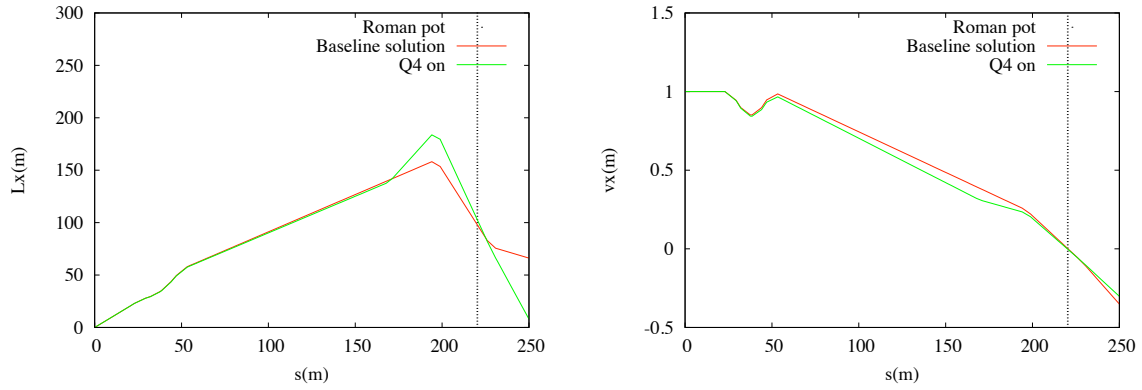 300
250
200
150
100
50
0
Lx(m)
0 50 100 150 200 250
s(m)
Roman pot
Baseline solution
Q4 on
1.5
1
0.5
0
-0.5
vx(m)
0 50 100 150 200 250
s(m)
Roman pot
Baseline solution
Q4 on